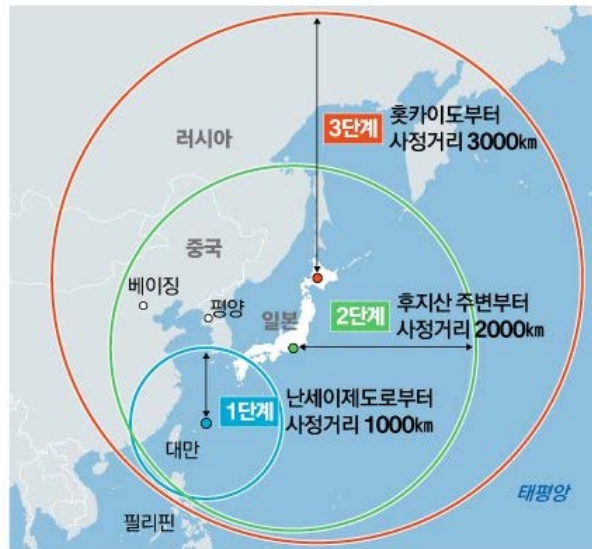 3단계
홋카이도부터
사정거리 3000㎞
러시아
중국
베이징
평양
일본
2단계
후지산 주변부터
사정거리 2000㎞
1단계
난세이제도로부터
사정거리 1000㎞
대만
필리핀
태평양